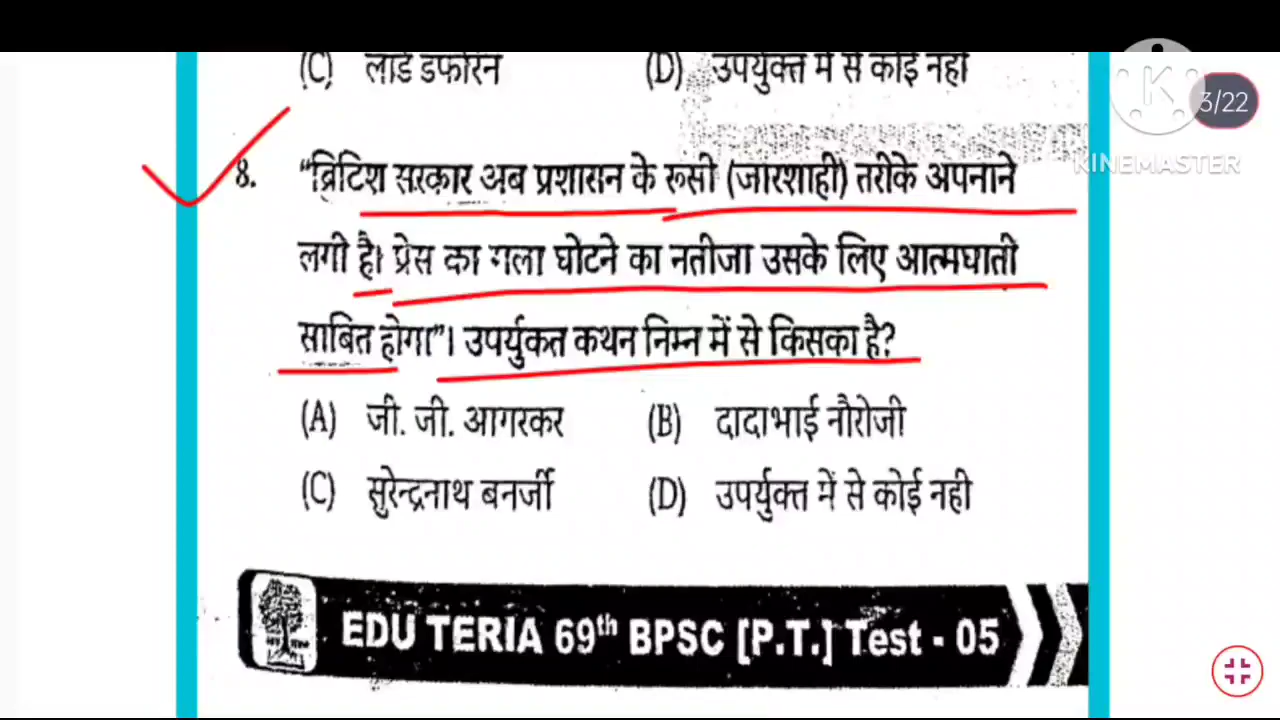 (C) लार्ड डफरिन (D) उपर्युक्त में से कोई नही
3/22
KINEMASTER
8. "ब्रिटिश सरकार अब प्रशासन के रूसी (जारशाही) तरीके अपनाने
लगी है। प्रेस का गला घोटने का नतीजा उसके लिए आत्मघाती
साबित होगा"। उपर्युक्त कथन निम्न में से किसका है?
(A) जी. जी. आगरकर (B) दादाभाई नौरोजी
(C) सुरेन्द्रनाथ बनर्जी (D) उपर्युक्त में से कोई नही
EDU TERIA 69th BPSC [P.T.] Test - 05